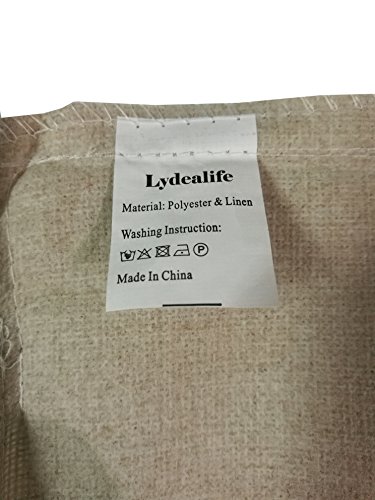 Lydealife
Material: Polyester & Linen
Washing Instruction:
P
Made In China